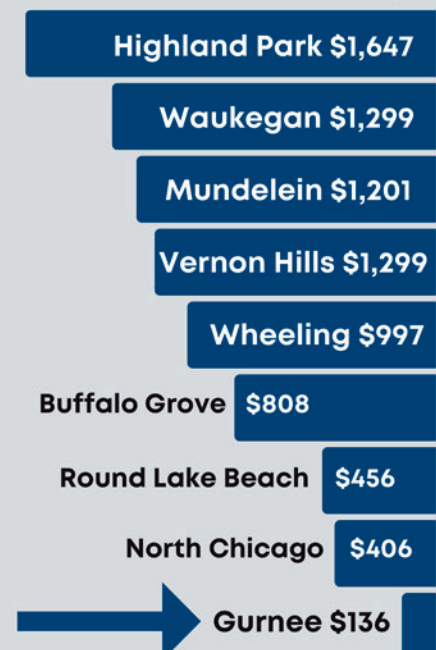 Highland Park $1,647
Waukegan $1,299
Mundelein $1,201
Vernon Hills $1,299
Wheeling $997
Buffalo Grove $808
Round Lake Beach $456
North Chicago $406
Gurnee $136